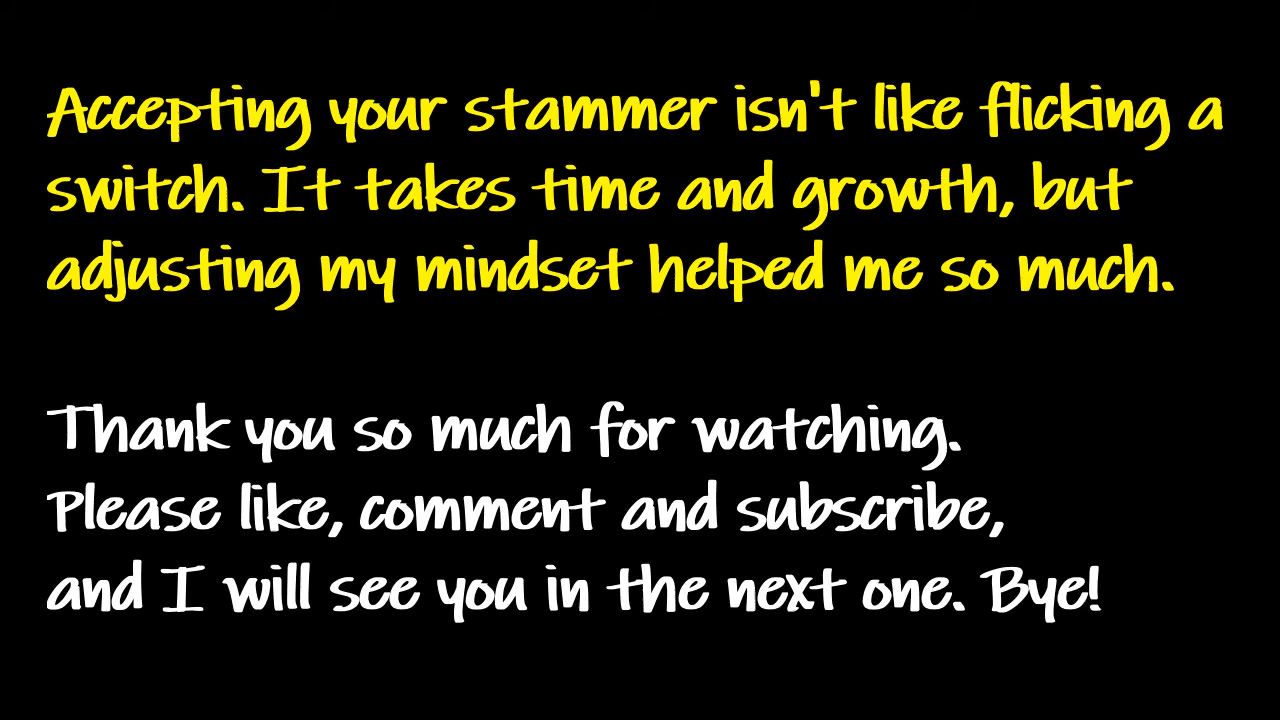 Accepting your stammer isn't like flicking a
switch. It takes time and growth, but
adjusting my mindset helped me so much.
Thank you so much for watching.
Please like, comment and subscribe,
and I will see you in the next one. Bye!